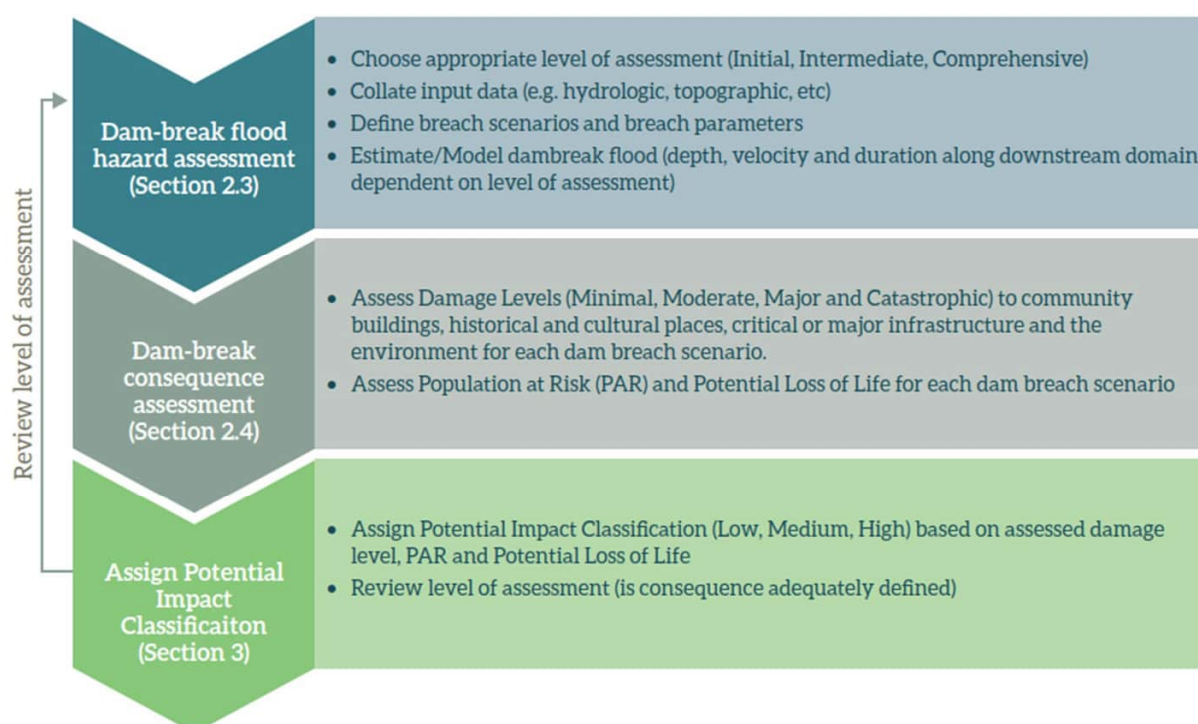 Review level of assessment
Dam-break flood
hazard assessment
(Section 2.3)
• Choose appropriate level of assessment (Initial, Intermediate, Comprehensive)
• Collate input data (e.g. hydrologic, topographic, etc)
• Define breach scenarios and breach parameters
• Estimate/Model dambreak flood (depth, velocity and duration along downstream domain
dependent on level of assessment)
Dam-break
consequence
assessment
(Section 2.4)
• Assess Damage Levels (Minimal, Moderate, Major and Catastrophic) to community
buildings, historical and cultural places, critical or major infrastructure and the
environment for each dam breach scenario.
• Assess Population at Risk (PAR) and Potential Loss of Life for each dam breach scenario
Assign Potential
Impact
Classificaiton
(Section 3)
• Assign Potential Impact Classification (Low, Medium, High) based on assessed damage
level, PAR and Potential Loss of Life
• Review level of assessment (is consequence adequately defined)